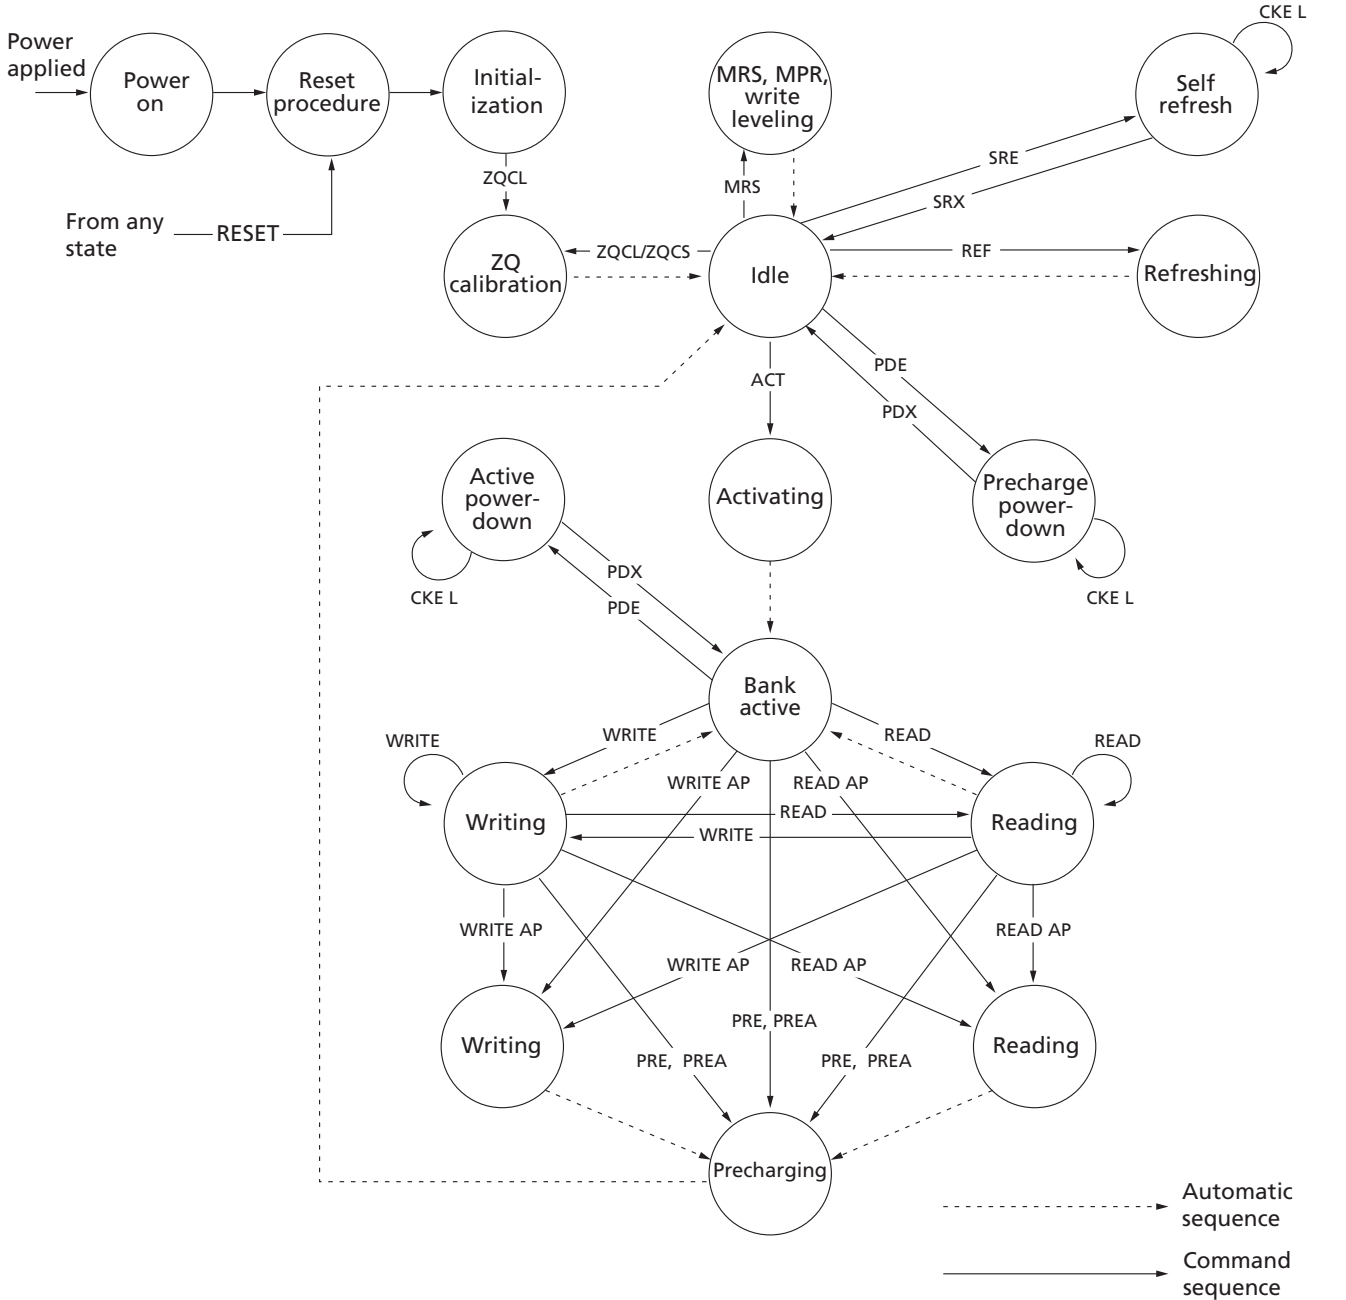 CKE L
Power
applied
Power
on
Reset
procedure
Initial-
ization
MRS, MPR,
write
leveling
Self
refresh
SRE
ZQCL
MRS
SRX
From any
state
RESET
ZQ
calibration
ZQCL/ZQCS
Idle
REF
Refreshing
PDE
ACT
PDX
Active
power-
down
Activating
Precharge
power-
down
PDX
CKE L
PDE
CKE L
Bank
active
WRITE
WRITE
READ
READ
WRITE AP
READ AP
Writing
READ
WRITE
Reading
WRITE AP
READ AP
WRITE AP
READ AP
PRE, PREA
Writing
Reading
PRE, PREA
PRE, PREA
Precharging
Automatic
sequence
Command
sequence